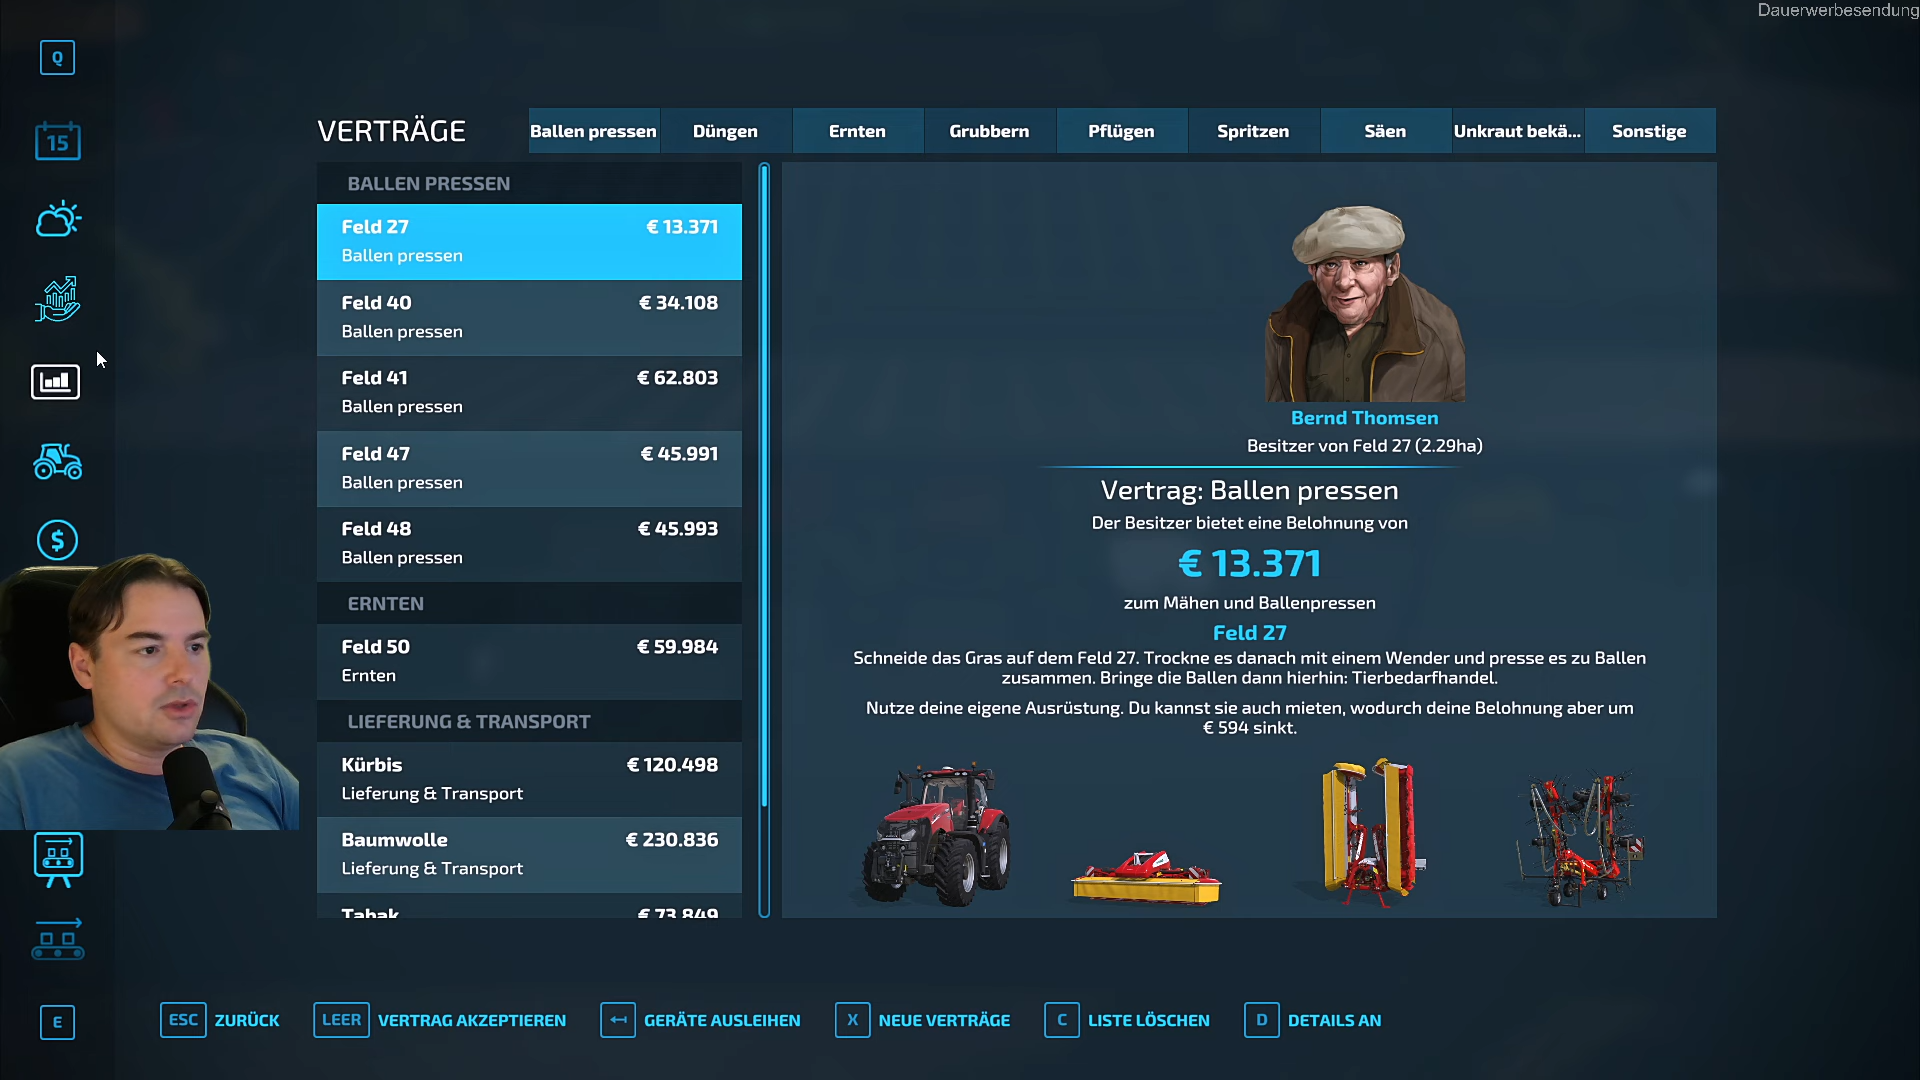 Dauerwerbesendung
Q
15
VERTRÄGE
Ballen pressen
Düngen
Ernten
Grubbern
Pflügen
Spritzen
Säen
Unkraut bekä...
Sonstige
BALLEN PRESSEN
Feld 27 € 13.371
Ballen pressen
Feld 40 € 34.108
Ballen pressen
Feld 41 € 62.803
Ballen pressen
Feld 47 € 45.991
Ballen pressen
Feld 48 € 45.993
Ballen pressen
ERNTEN
Feld 50 € 59.984
Ernten
LIEFERUNG & TRANSPORT
Kürbis € 120.498
Lieferung & Transport
Baumwolle € 230.836
Lieferung & Transport
Tabak € 73.849
Bernd Thomsen
Besitzer von Feld 27 (2.29ha)
Vertrag: Ballen pressen
Der Besitzer bietet eine Belohnung von
€ 13.371
zum Mähen und Ballenpressen
Feld 27
Schneide das Gras auf dem Feld 27. Trockne es danach mit einem Wender und presse es zu Ballen
zusammen. Bringe die Ballen dann hierhin: Tierbedarfhandel.
Nutze deine eigene Ausrüstung. Du kannst sie auch mieten, wodurch deine Belohnung aber um
€ 594 sinkt.
$
E
ESC ZURÜCK
LEER VERTRAG AKZEPTIEREN
GERÄTE AUSLEIHEN
X NEUE VERTRÄGE
C LISTE LÖSCHEN
D DETAILS AN